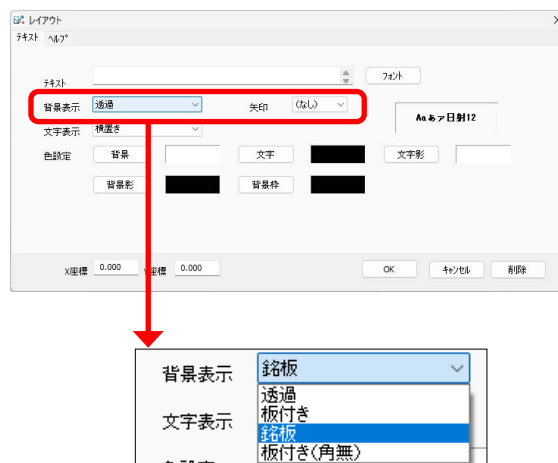 レイアウト
テキスト ヘルプ
テキスト フォント
背景表示 透過 矢印 (なし)
Aaあァ日射12
文字表示 横置き
色設定 背景 文字 文字影
背景影 背景枠
X座標 0.000 座標 0.000 OK キャンセル 削除
背景表示 銘板
透過
文字表示 板付き
銘板
板付き(角無)